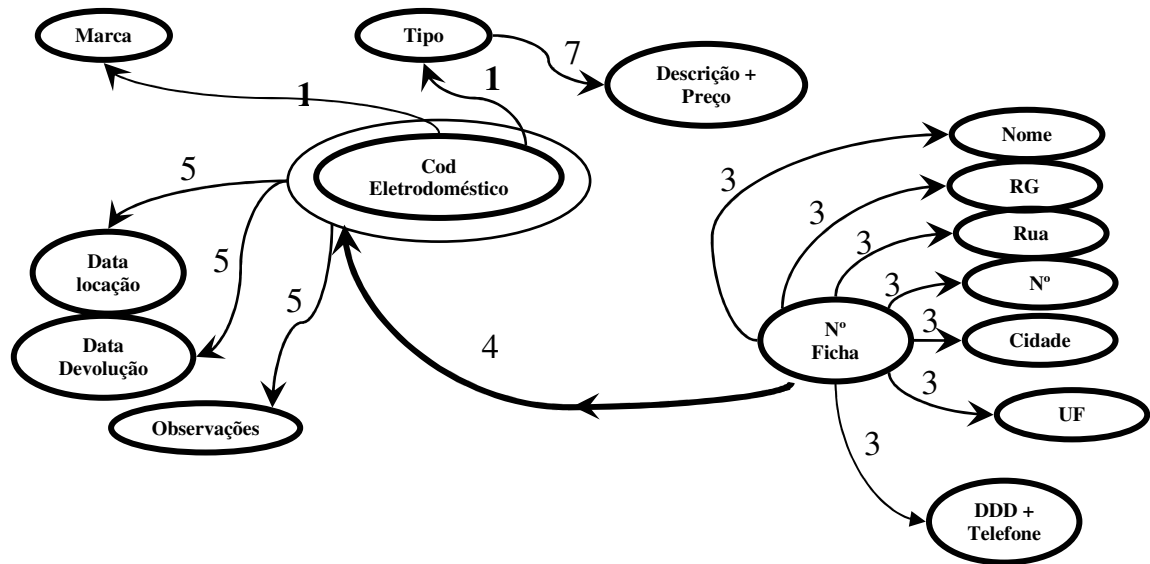 Marca
Tipo
7
Descrição +
Preço
1
1
Nome
Cod
Eletrodoméstico
5
3
RG
3
Rua
3
Data
locação
5
Nº
3
5
Nº
Ficha
3
Cidade
4
Data
Devolução
3
UF
Observações
3
DDD +
Telefone